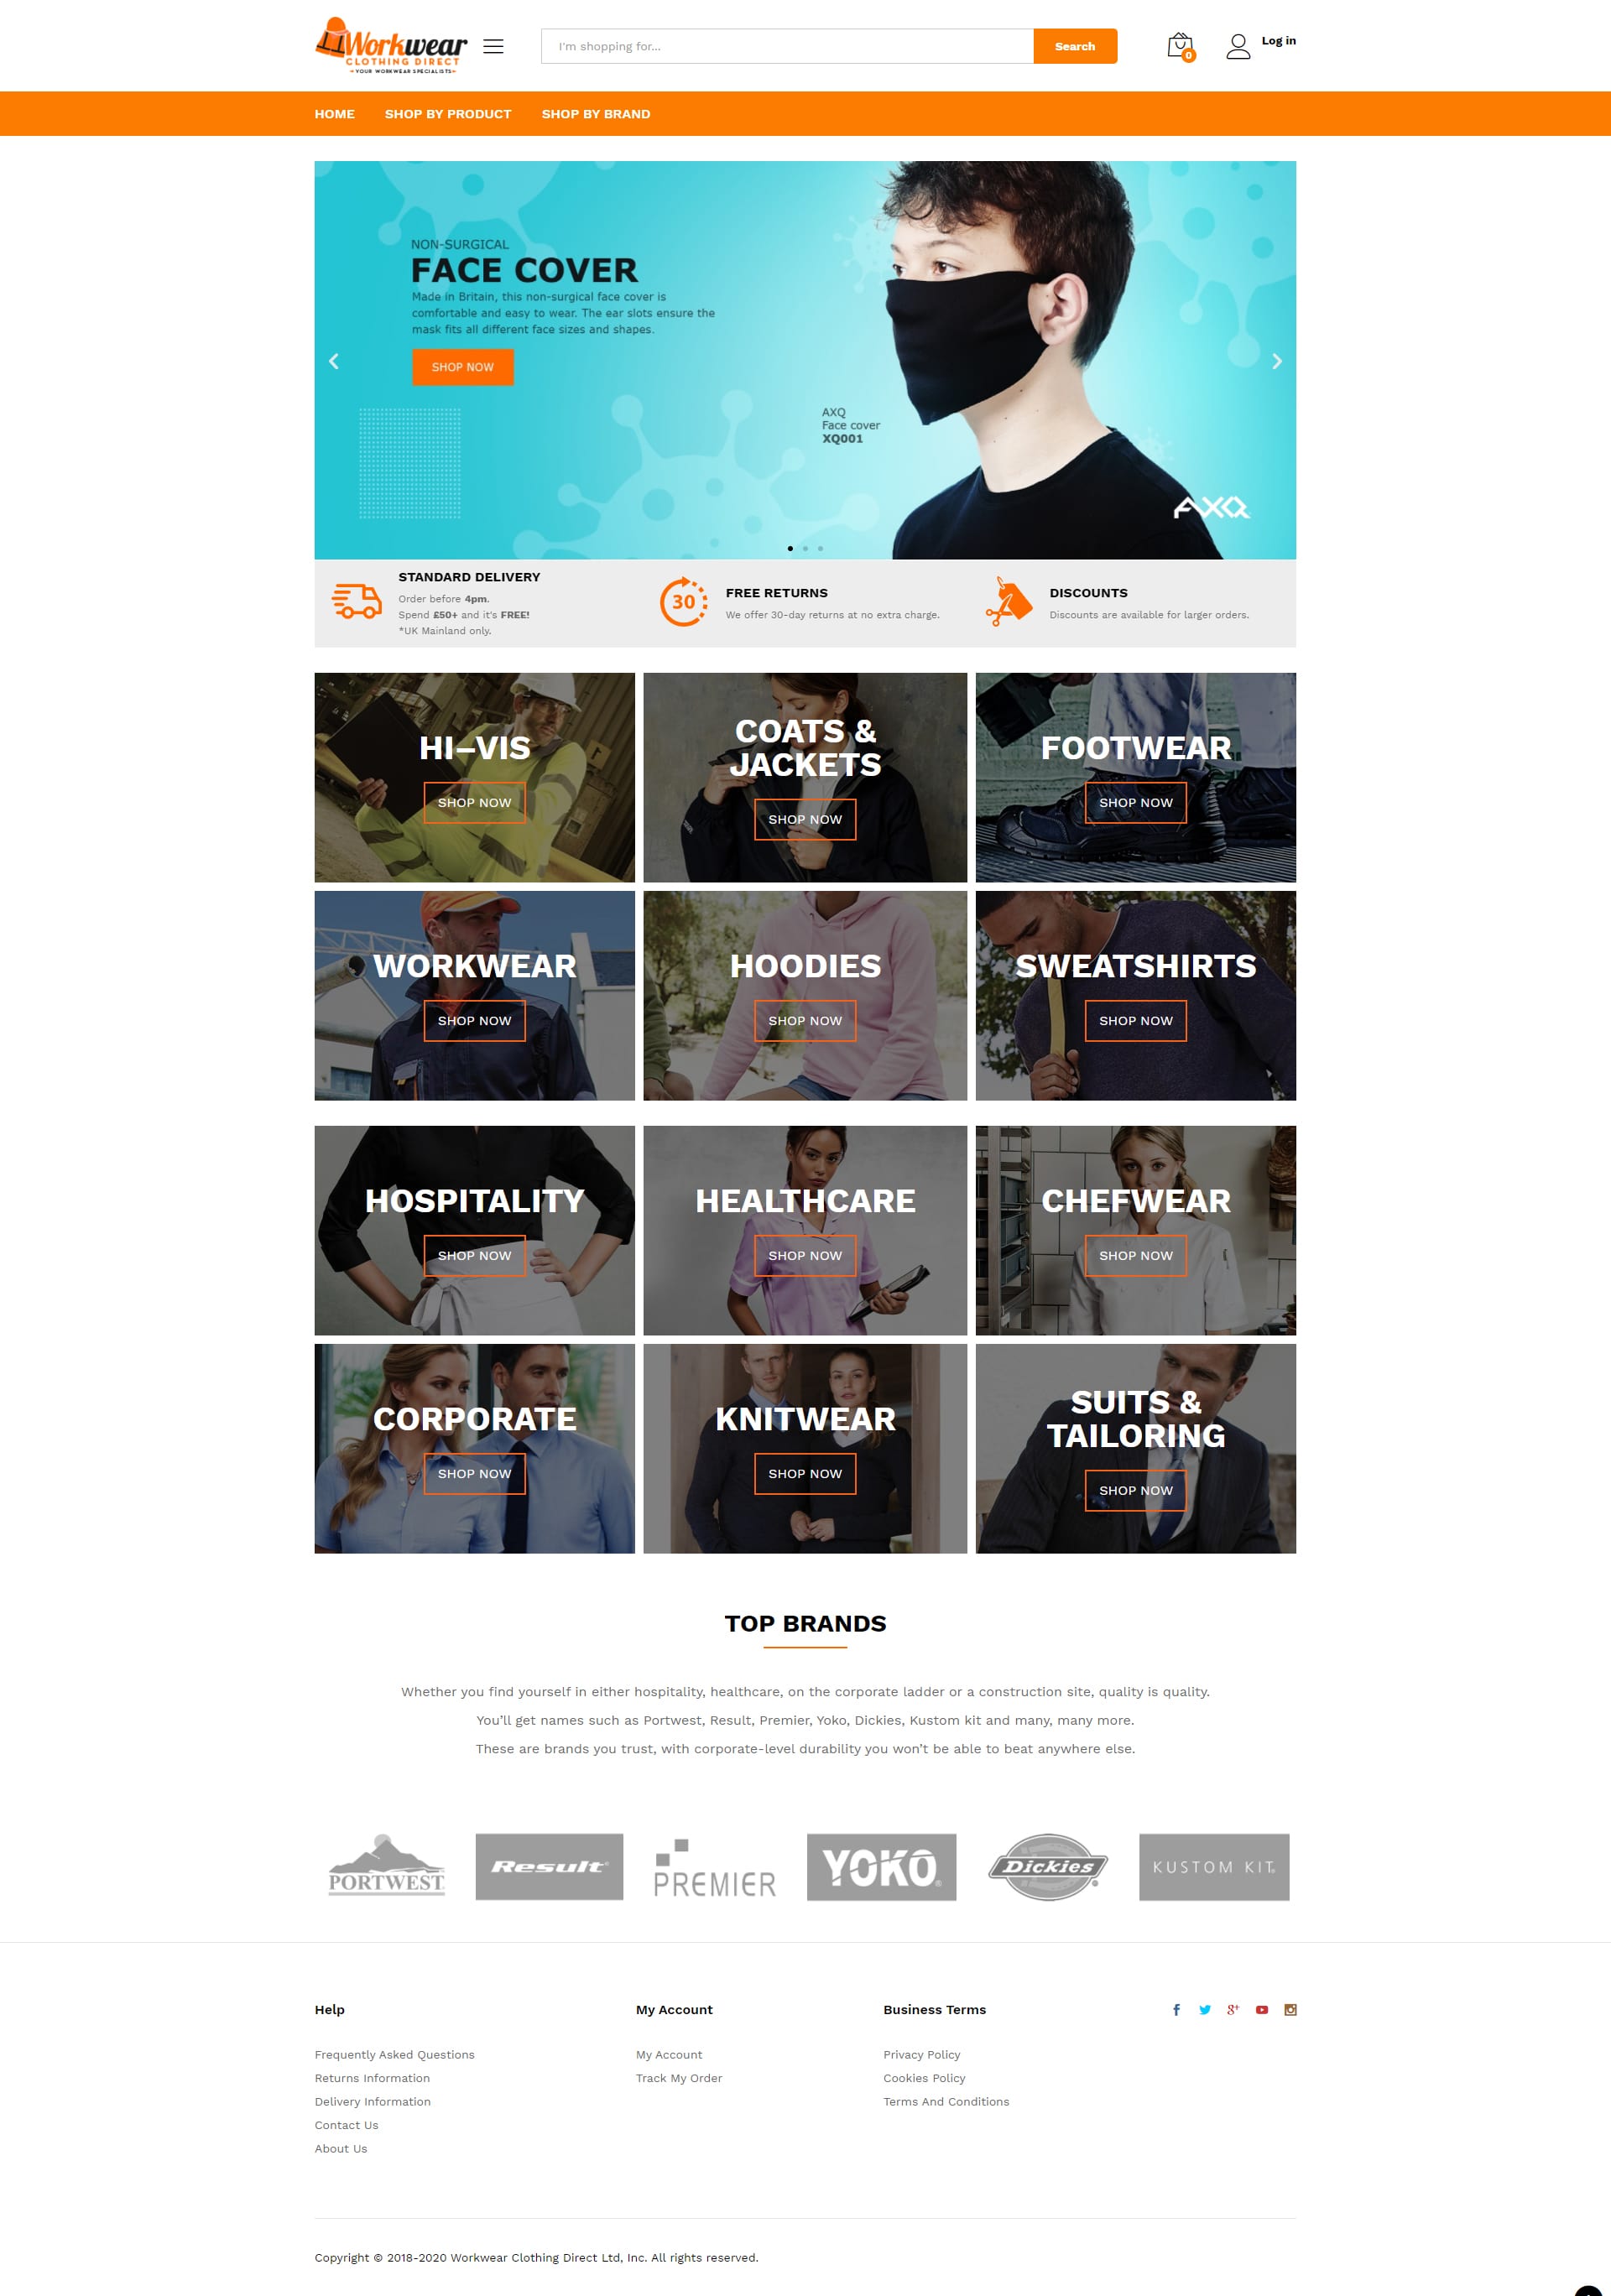 Workwear
CLOTHING DIRECT
YOUR WORKWEAR SPECIALISTS
I'm shopping for...
Search
0
Log in
HOME
SHOP BY PRODUCT
SHOP BY BRAND
NON-SURGICAL
FACE COVER
Made in Britain, this non-surgical face cover is
comfortable and easy to wear. The ear slots ensure the
mask fits all different face sizes and shapes.
SHOP NOW
AXQ
Face cover
XQ001
AXQ
STANDARD DELIVERY
Order before 4pm.
Spend £50+ and it's FREE!
*UK Mainland only.
30
FREE RETURNS
We offer 30-day returns at no extra charge.
DISCOUNTS
Discounts are available for larger orders.
HI–VIS
SHOP NOW
COATS &
JACKETS
SHOP NOW
FOOTWEAR
SHOP NOW
WORKWEAR
SHOP NOW
HOODIES
SHOP NOW
SWEATSHIRTS
SHOP NOW
HOSPITALITY
SHOP NOW
HEALTHCARE
SHOP NOW
CHEFWEAR
SHOP NOW
CORPORATE
SHOP NOW
KNITWEAR
SHOP NOW
SUITS &
TAILORING
SHOP NOW
TOP BRANDS
Whether you find yourself in either hospitality, healthcare, on the corporate ladder or a construction site, quality is quality.
You’ll get names such as Portwest, Result, Premier, Yoko, Dickies, Kustom kit and many, many more.
These are brands you trust, with corporate-level durability you won’t be able to beat anywhere else.
PORTWEST
Result®
PREMIER
YOKO®
Dickies®
KUSTOM KIT®
Help
Frequently Asked Questions
Returns Information
Delivery Information
Contact Us
About Us
My Account
My Account
Track My Order
Business Terms
Privacy Policy
Cookies Policy
Terms And Conditions
Copyright © 2018-2020 Workwear Clothing Direct Ltd, Inc. All rights reserved.